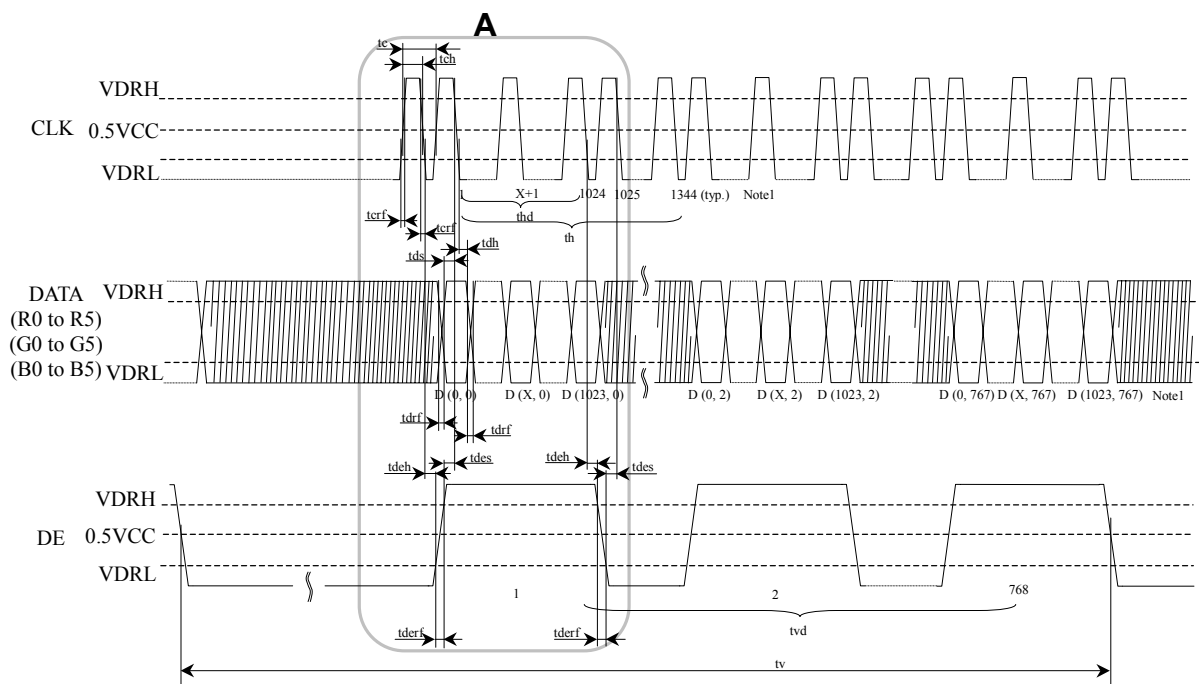 A
tc
tch
VDRH
CLK 0.5VCC
VDRL
1 X+1 1024 1025 1344 (typ.) Note1
thd
th
tcrf
tcrf
tdh
tds
DATA VDRH
(R0 to R5)
(G0 to G5)
(B0 to B5) VDRL
D (0, 0) D (X, 0) D (1023, 0) D (0, 2) D (X, 2) D (1023, 2) D (0, 767) D (X, 767) D (1023, 767) Note1
tdrf
tdrf
tdeh tdes tdeh tdes
VDRH
DE 0.5VCC
VDRL
1 2 768
tvd
tderf tderf
tv